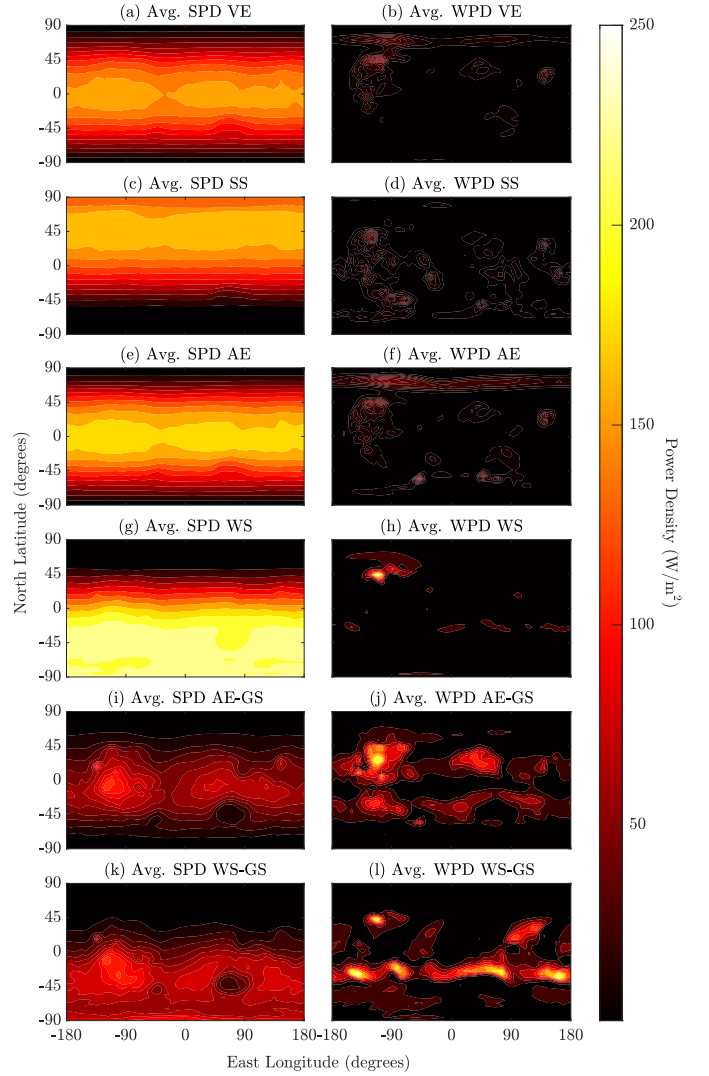 (a) Avg. SPD VE
(b) Avg. WPD VE
90
45
0
-45
-90
250
(c) Avg. SPD SS
(d) Avg. WPD SS
90
45
0
-45
-90
200
(e) Avg. SPD AE
(f) Avg. WPD AE
90
45
0
-45
-90
150
(g) Avg. SPD WS
(h) Avg. WPD WS
90
45
0
-45
-90
100
(i) Avg. SPD AE-GS
(j) Avg. WPD AE-GS
90
45
0
-45
-90
50
(k) Avg. SPD WS-GS
(l) Avg. WPD WS-GS
90
45
0
-45
-90
-180 -90 0 90 180
-90 0 90 180
North Latitude (degrees)
East Longitude (degrees)
Power Density (W/m²)